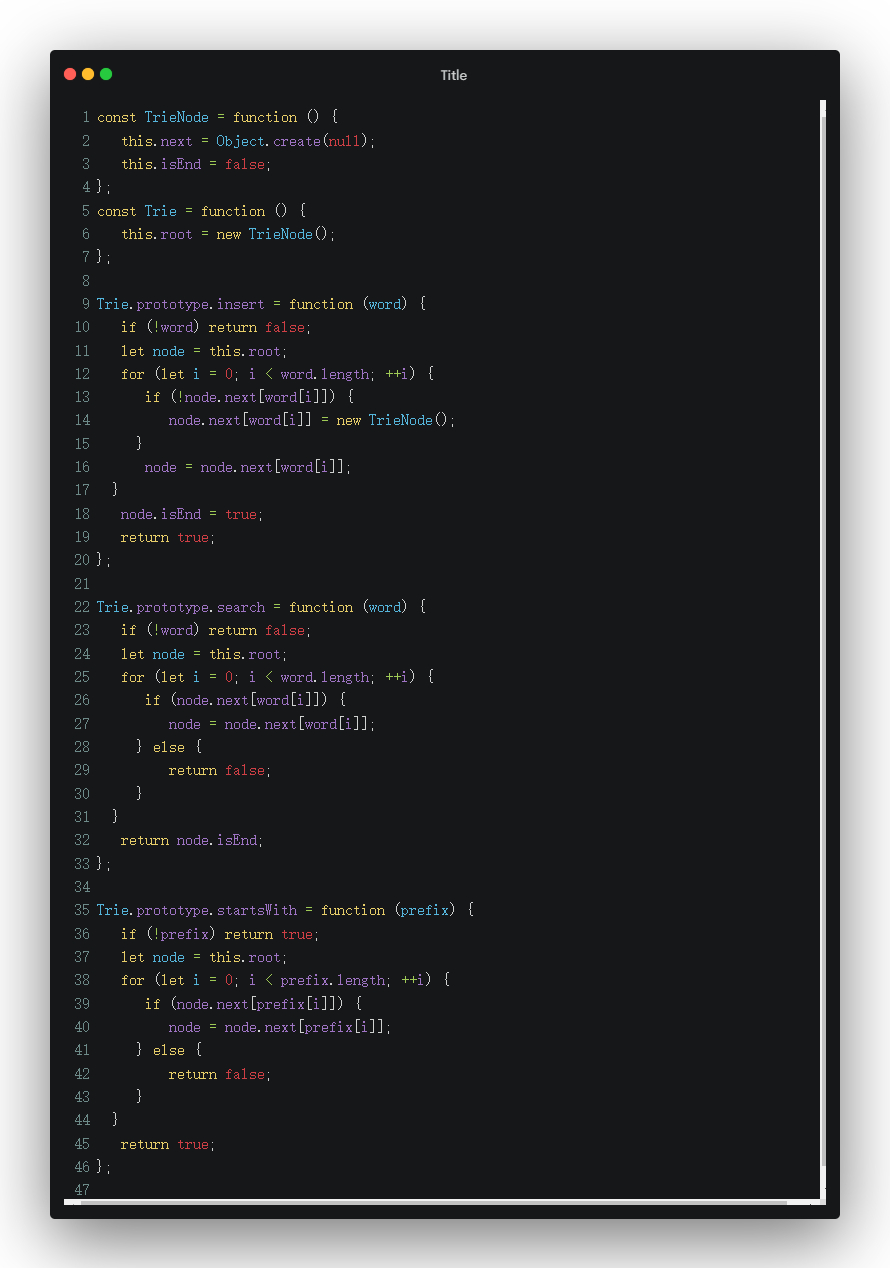 Title
1 const TrieNode = function () {
2    this.next = Object.create(null);
3    this.isEnd = false;
4 };
5 const Trie = function () {
6    this.root = new TrieNode();
7 };
8
9 Trie.prototype.insert = function (word) {
10    if (!word) return false;
11    let node = this.root;
12    for (let i = 0; i < word.length; ++i) {
13       if (!node.next[word[i]]) {
14          node.next[word[i]] = new TrieNode();
15      }
16       node = node.next[word[i]];
17   }
18    node.isEnd = true;
19    return true;
20 };
21
22 Trie.prototype.search = function (word) {
23    if (!word) return false;
24    let node = this.root;
25    for (let i = 0; i < word.length; ++i) {
26       if (node.next[word[i]]) {
27          node = node.next[word[i]];
28      } else {
29          return false;
30      }
31   }
32    return node.isEnd;
33 };
34
35 Trie.prototype.startsWith = function (prefix) {
36    if (!prefix) return true;
37    let node = this.root;
38    for (let i = 0; i < prefix.length; ++i) {
39       if (node.next[prefix[i]]) {
40          node = node.next[prefix[i]];
41      } else {
42          return false;
43      }
44   }
45    return true;
46 };
47